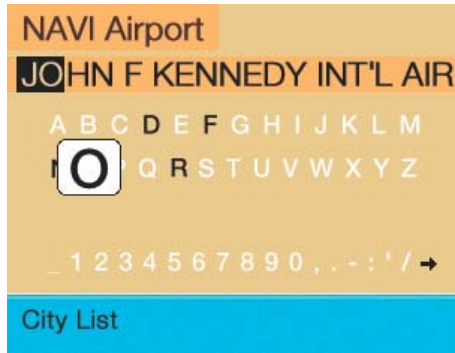 NAVI Airport
JOHN F KENNEDY INT'L AIR
A B C D E F G H I J K L M
O Q R S T U V W X Y Z
_ 1 2 3 4 5 6 7 8 9 0 , . - : ' / →
City List